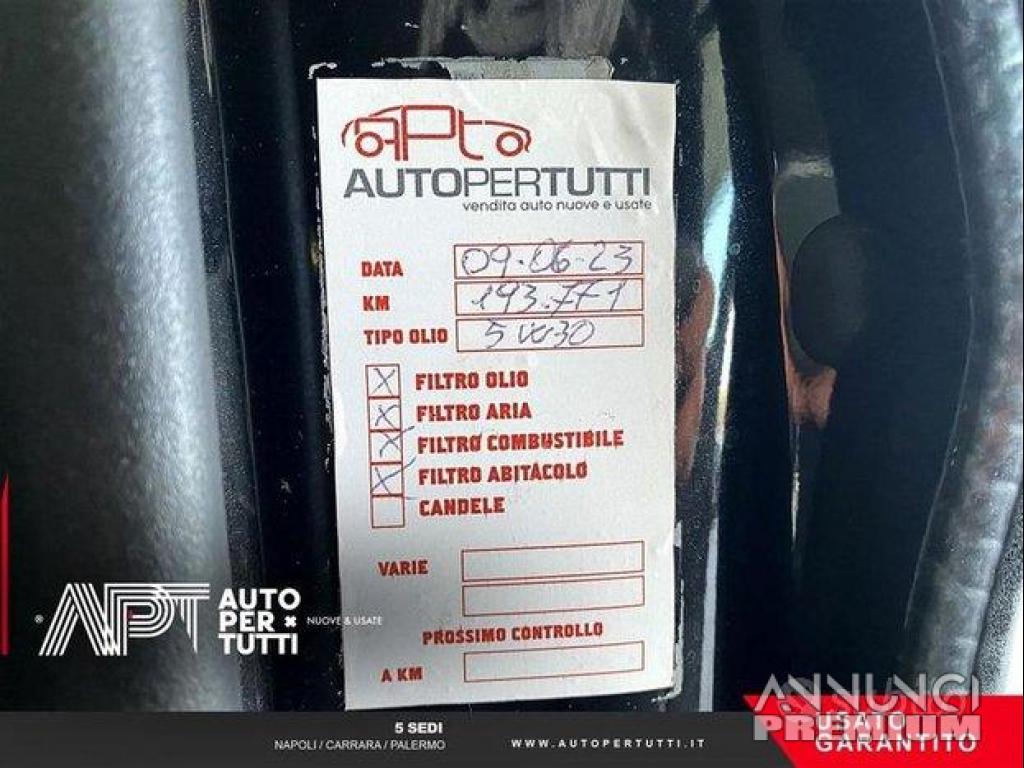 APt
AUTOPERTUTTI
vendita auto nuove e usate
DATA 09.06-23
KM 193.771
TIPO OLIO 5W30
X FILTRO OLIO
X FILTRO ARIA
X FILTRO COMBUSTIBILE
X FILTRO ABITACOLO
CANDELE
VARIE
PROSSIMO CONTROLLO
A KM
® APT AUTO
PER
TUTTI
NUOVE & USATE
5 SEDI
NAPOLI / CARRARA / PALERMO
WWW.AUTOPERTUTTI.IT
ANNUNCI
PREMIUM
USATO
GARANTITO